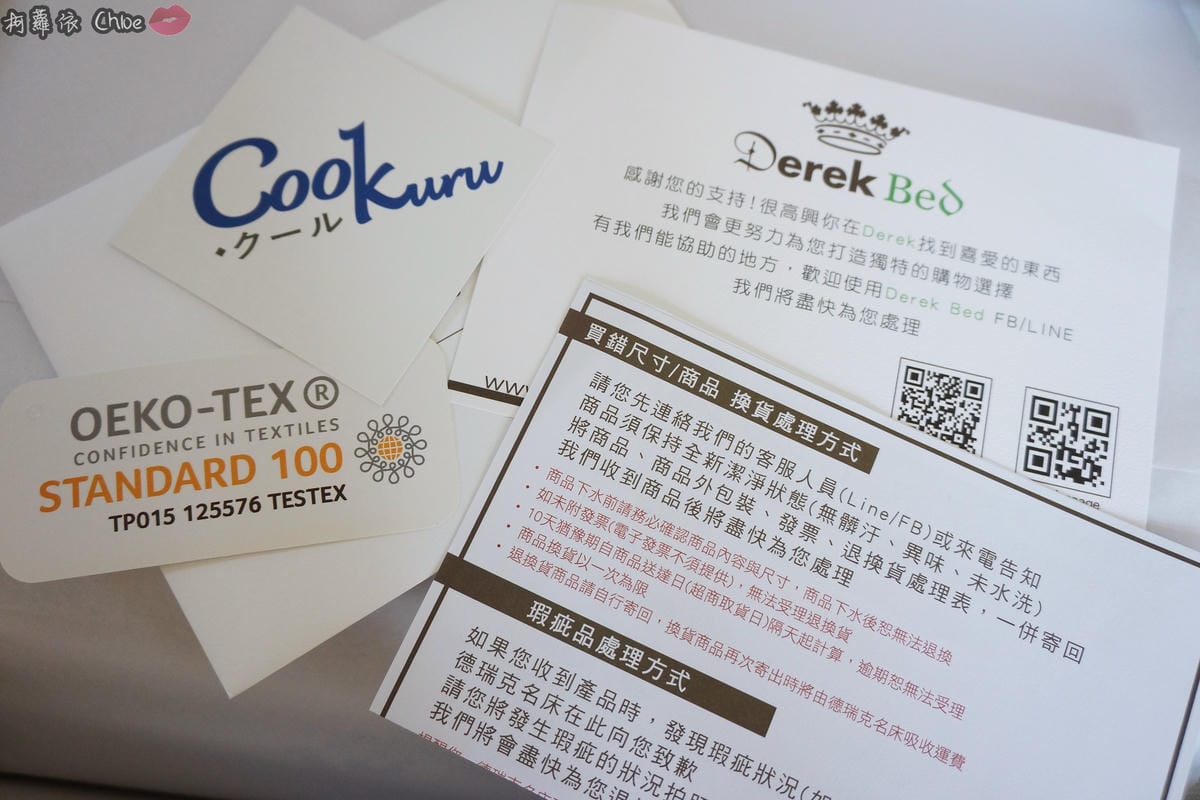 柯蘿依 Chloe
Cookuru
クール
OEKO-TEX®
CONFIDENCE IN TEXTILES
STANDARD 100
TP015 125576 TESTEX
Derek Bed
感謝您的支持!很高興你在Derek找到喜愛的東西
我們會更努力為您打造獨特的購物選擇
有我們能協助的地方，歡迎使用Derek Bed FB/LINE
我們將盡快為您處理
www
買錯尺寸/商品 換貨處理方式
請您先連絡我們的客服人員(Line/FB)或來電告知
商品須保持全新潔淨狀態(無髒汙、異味、未水洗)
將商品、商品外包裝、發票、退換貨處理表，一併寄回
我們收到商品後將盡快為您處理
• 商品下水前請務必確認商品內容與尺寸，商品下水後恕無法退換
• 如未附發票(電子發票不須提供)，無法受理退換貨
• 10天猶豫期自商品送達日(超商取貨日)隔天起計算，逾期恕無法受理
• 商品換貨以一次為限
• 退換貨商品請自行寄回，換貨商品再次寄出時將由德瑞克名床吸收運費
瑕疵品處理方式
如果您收到產品時，發現瑕疵狀況(如
德瑞克名床在此向您致歉
請您將發生瑕疵的狀況拍照
我們將會盡快為您退